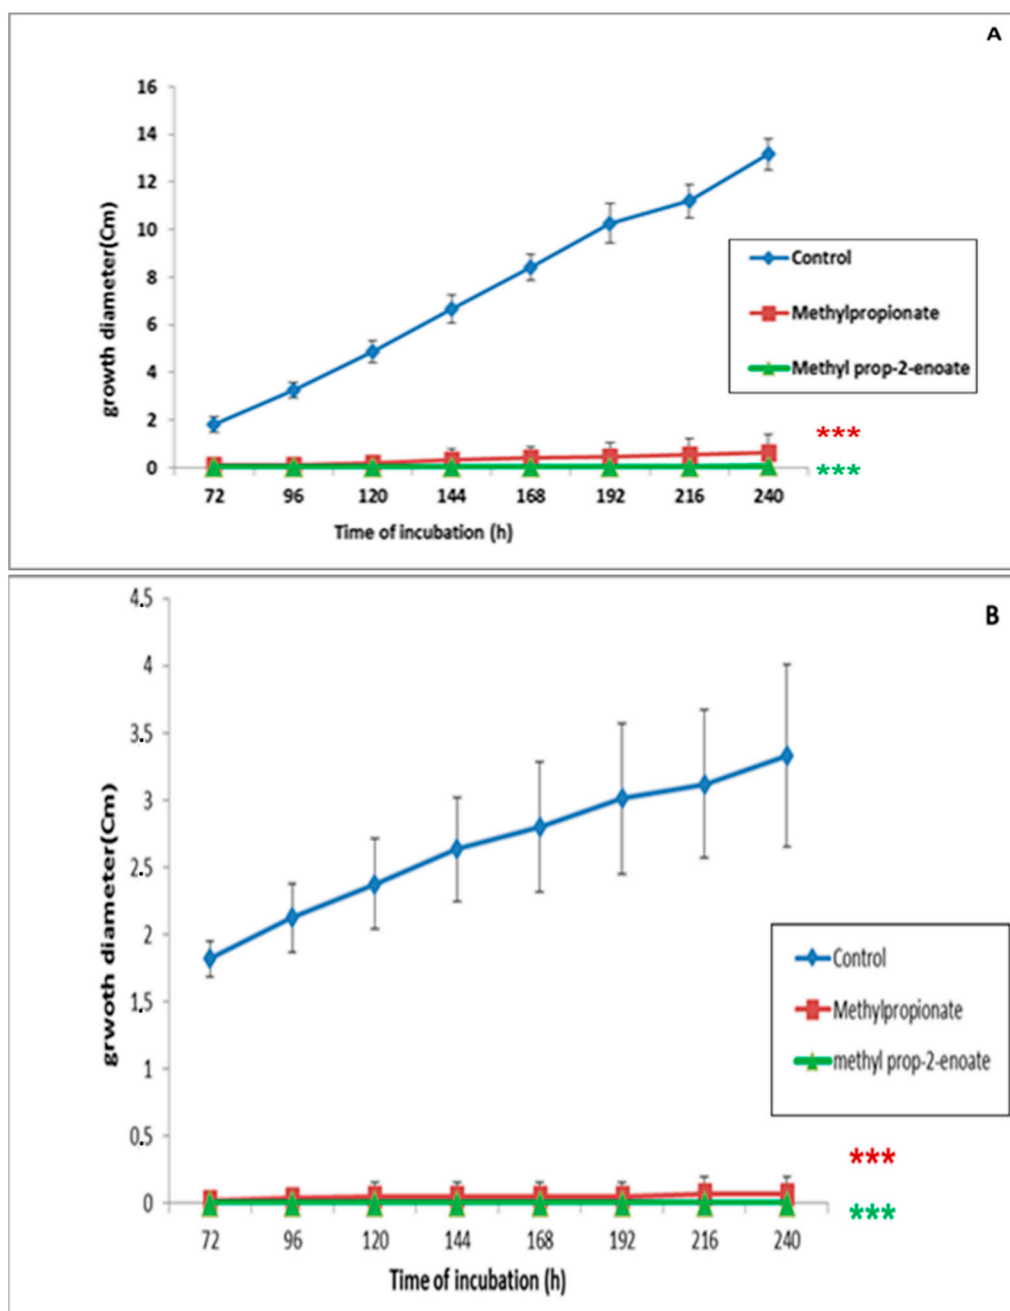 A
16
14
12
10
8
6
4
2
0
growth diameter(Cm)
Control
Methylpropionate
Methyl prop-2-enoate
***
***
72 96 120 144 168 192 216 240
Time of incubation (h)
B
4.5
4
3.5
3
2.5
2
1.5
1
0.5
0
grwoth diameter(Cm)
Control
Methylpropionate
methyl prop-2-enoate
***
***
72 96 120 144 168 192 216 240
Time of incubation (h)